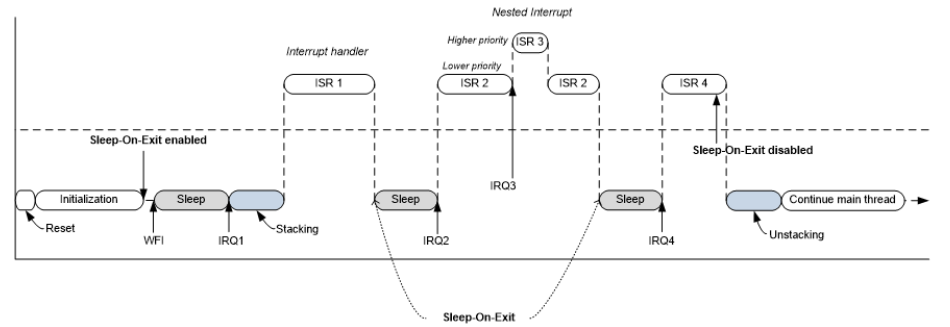 Nested Interrupt
Higher priority
ISR 3
Interrupt handler
Lower priority
ISR 1
ISR 2
ISR 2
ISR 4
Sleep-On-Exit enabled
Sleep-On-Exit disabled
IRQ3
Initialization
Sleep
Sleep
Sleep
Continue main thread
Reset
Stacking
Unstacking
WFI
IRQ1
IRQ2
IRQ4
Sleep-On-Exit